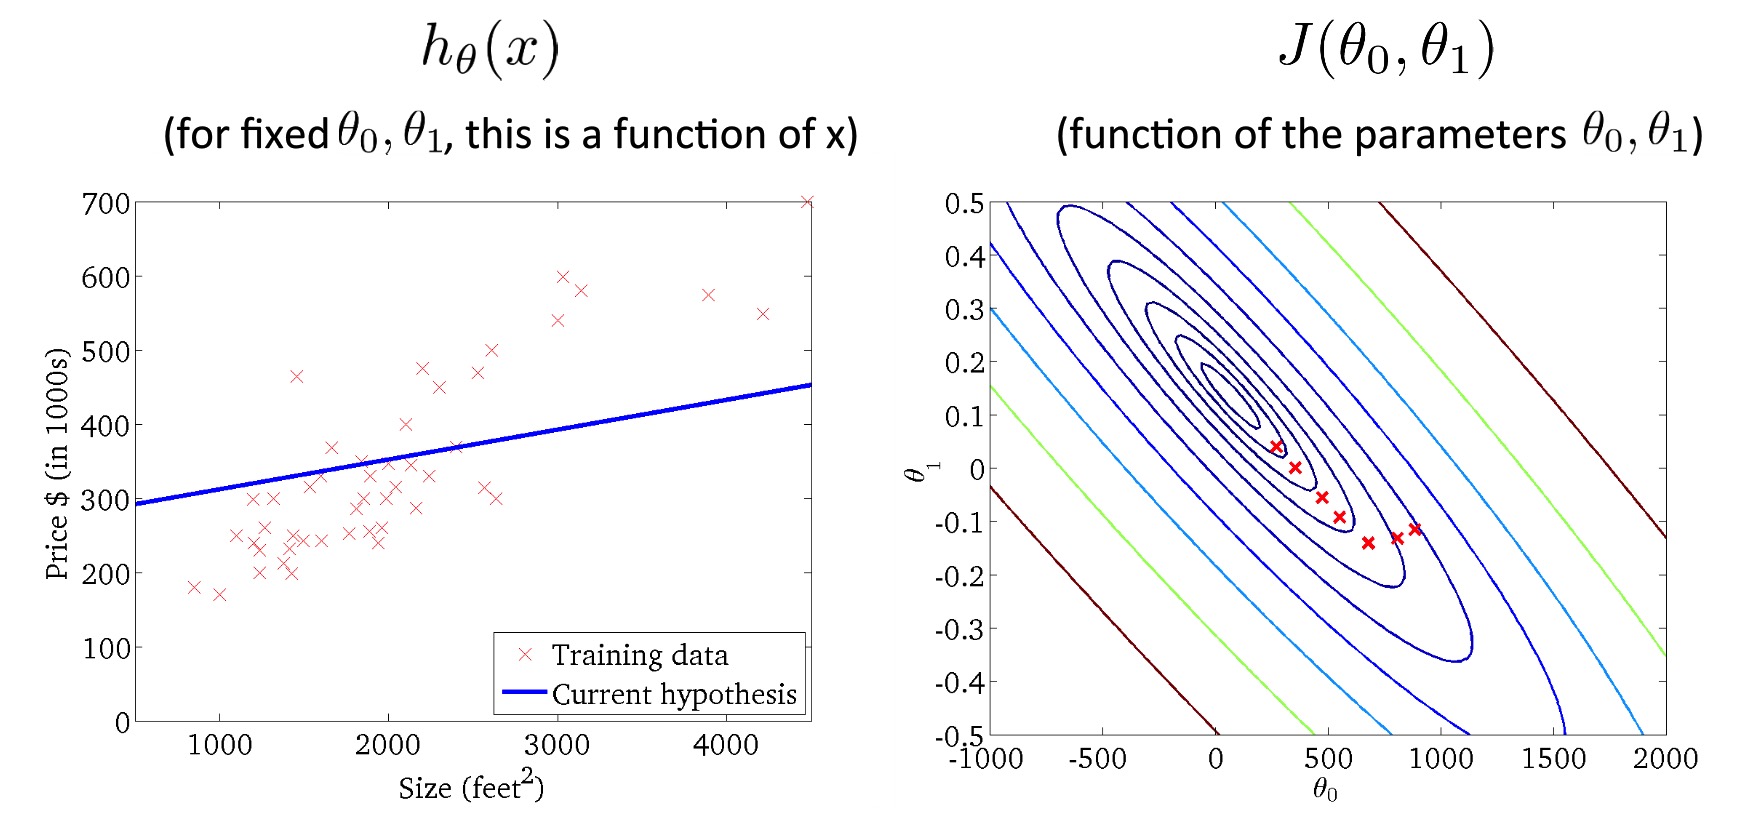 hθ(x)
(for fixed θ0, θ1, this is a function of x)
700
600
500
400
300
200
100
0
Price $ (in 1000s)
1000 2000 3000 4000
Size (feet²)
Training data
Current hypothesis
J(θ0, θ1)
(function of the parameters θ0, θ1)
0.5
0.4
0.3
0.2
0.1
0
-0.1
-0.2
-0.3
-0.4
-0.5
θ1
-1000 -500 0 500 1000 1500 2000
θ0